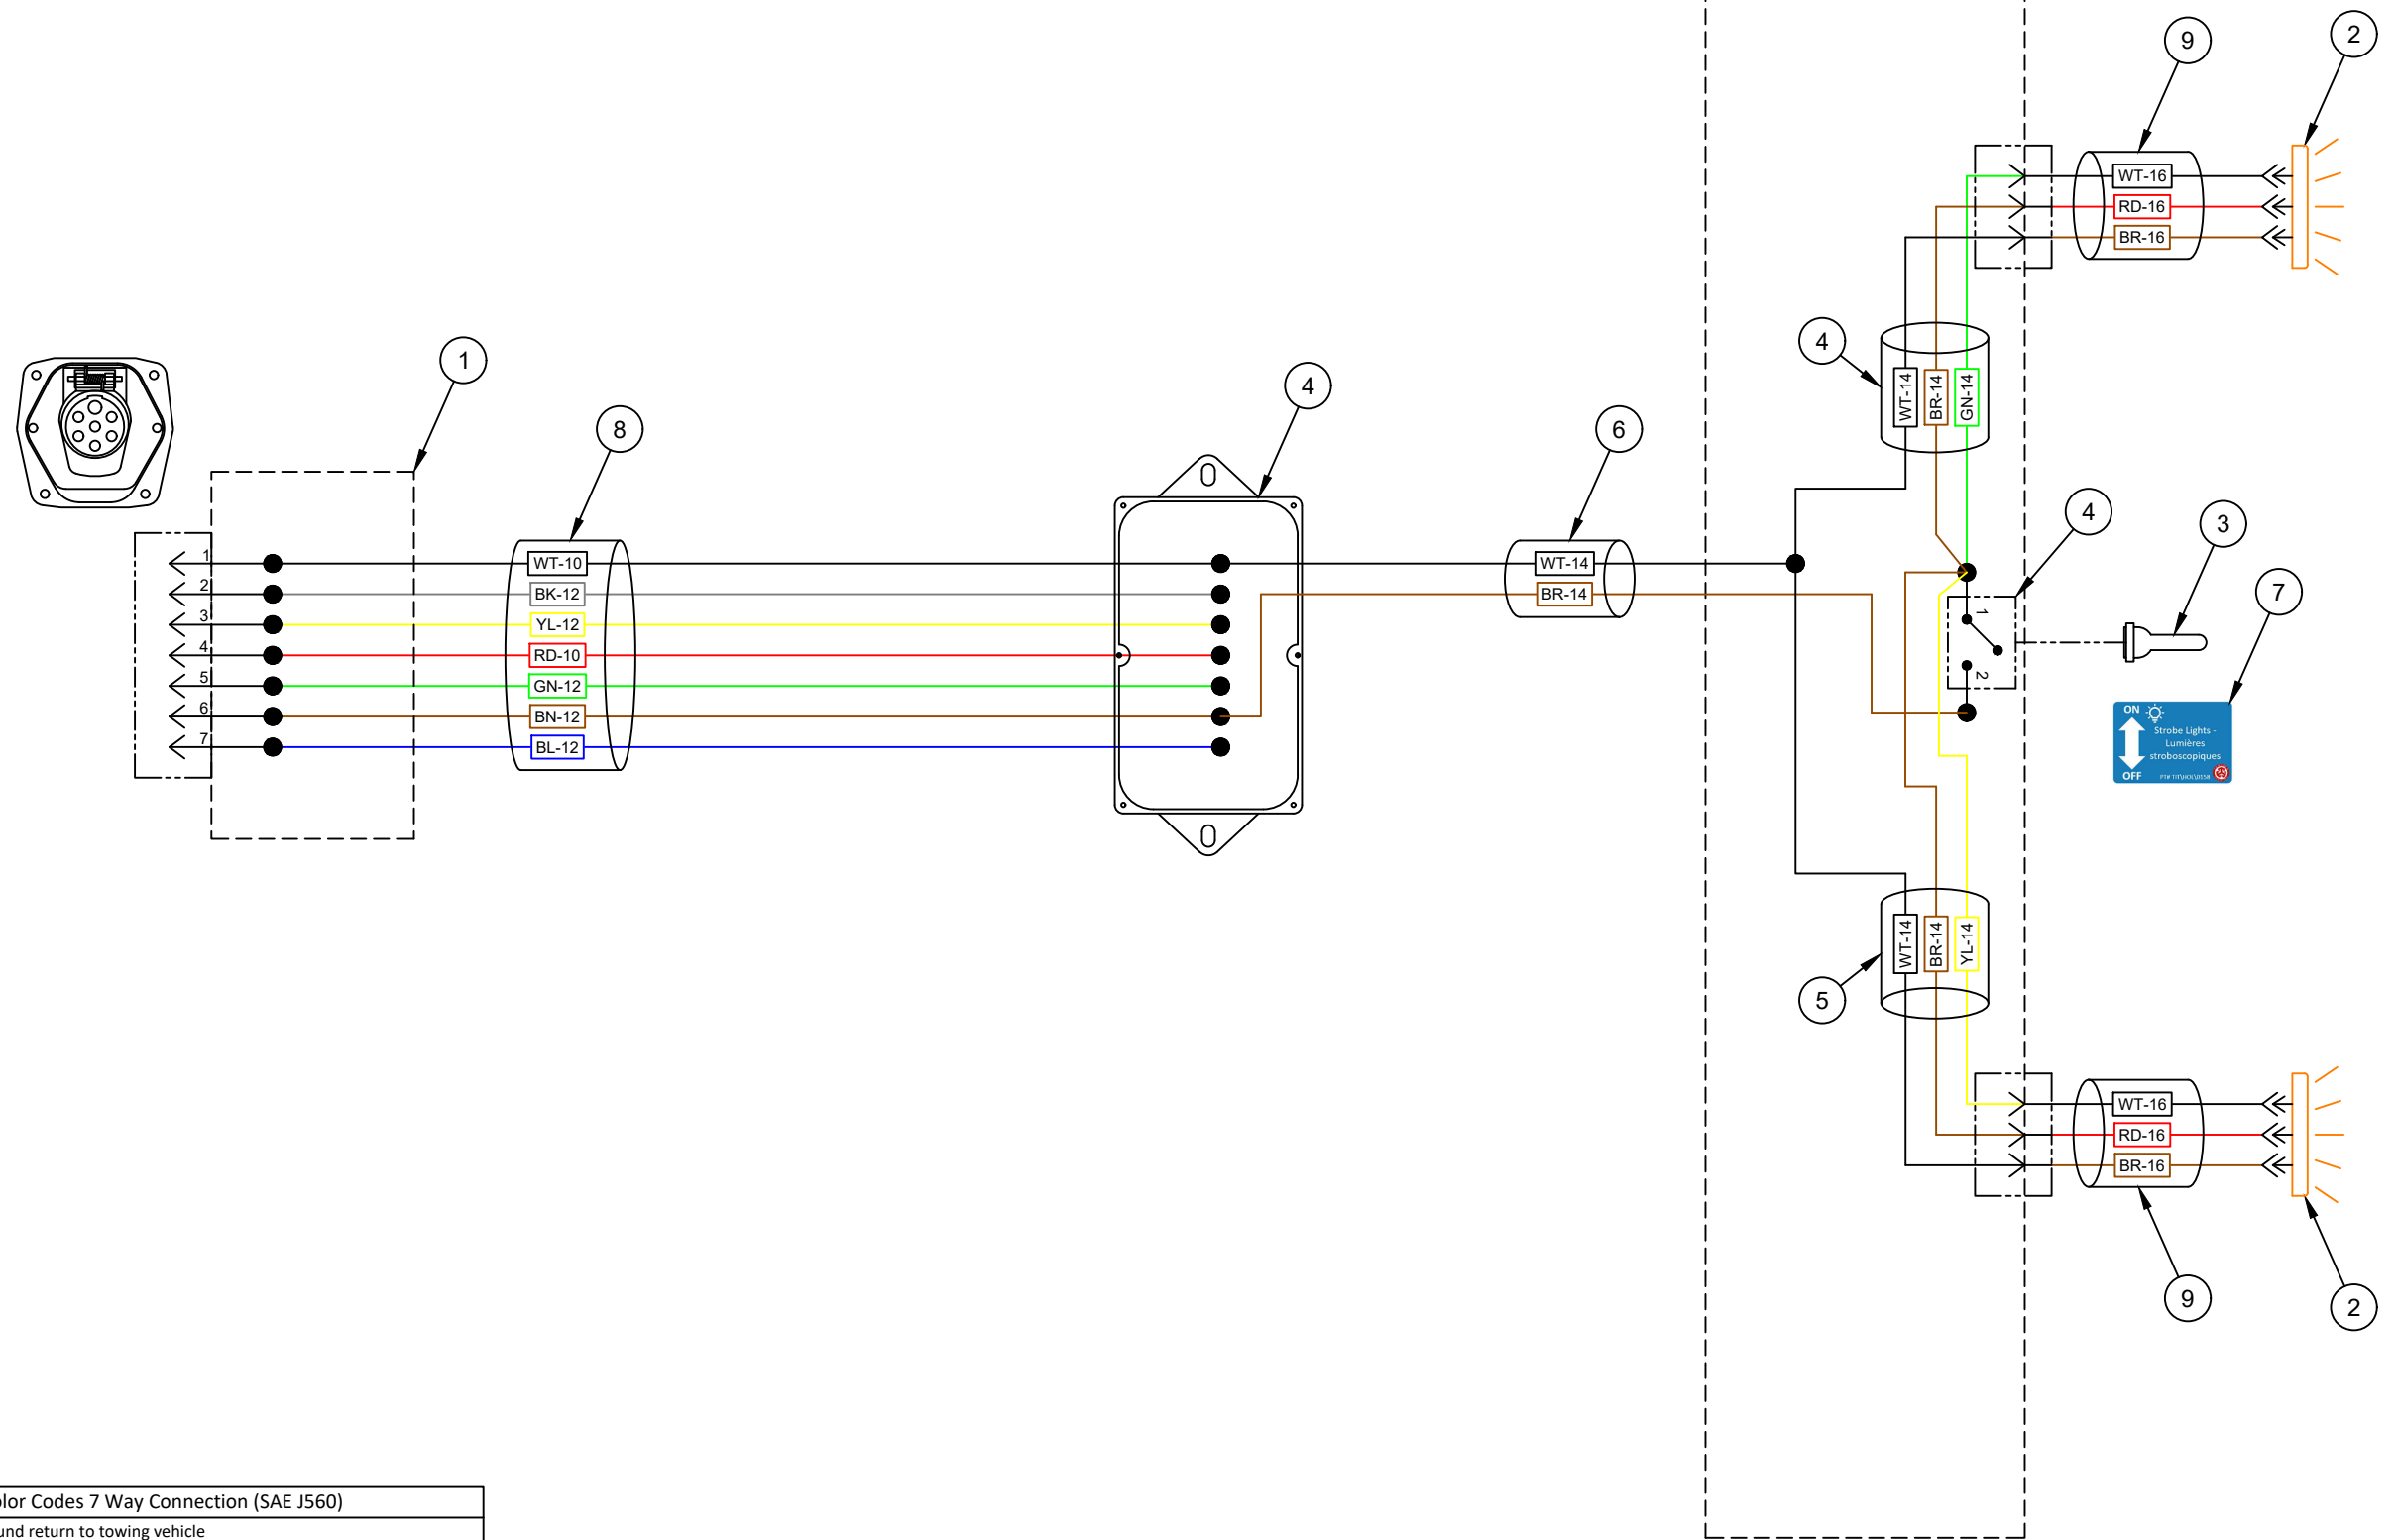 9
2
WT-16
RD-16
BR-16
1
4
4
8
6
WT-14
BR-14
GN-14
4
3
7
1
2
3
4
5
6
7
WT-10
BK-12
YL-12
RD-10
GN-12
BN-12
BL-12
WT-14
BR-14
1
2
ON
Strobe Lights -
Lumières
stroboscopiques
OFF
PT#
WT-14
BR-14
YL-14
5
WT-16
RD-16
BR-16
9
2
olor Codes 7 Way Connection (SAE J560)
und return to towing vehicle